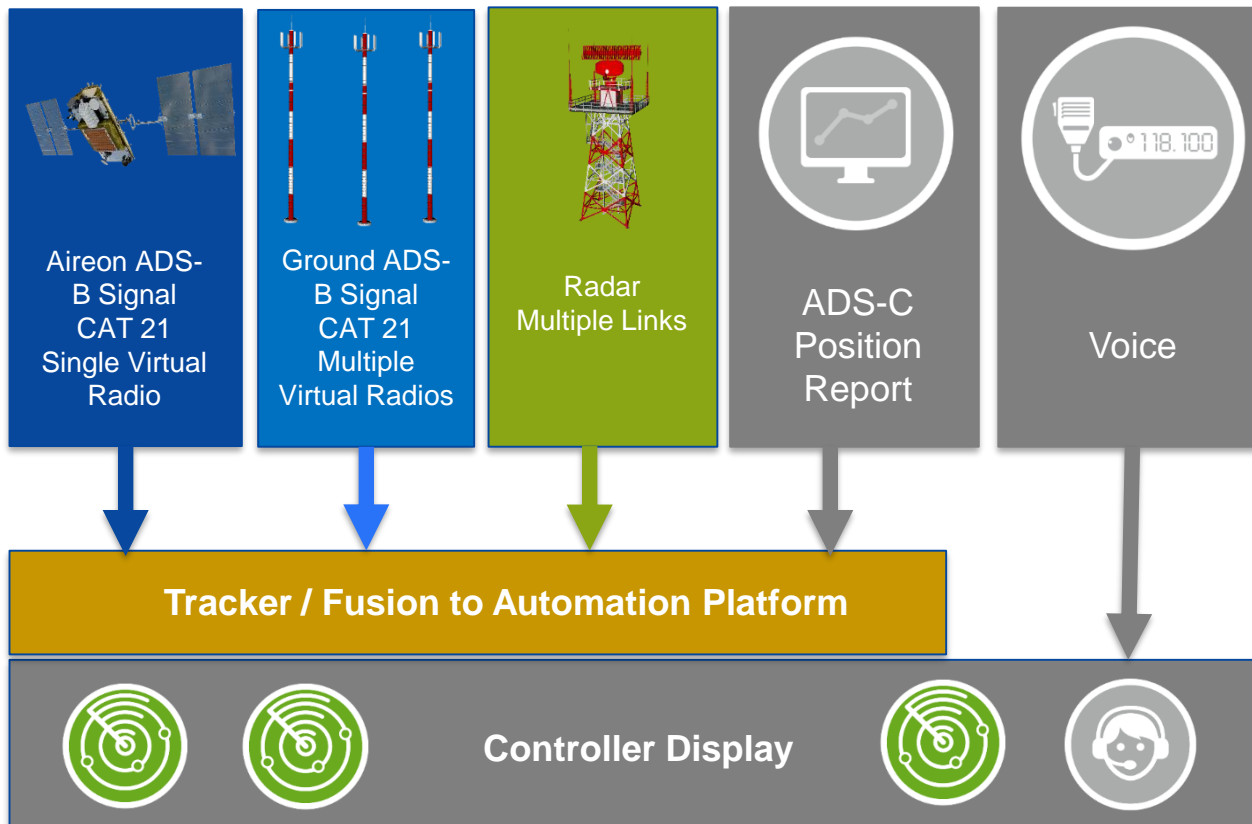 Aireon ADS-
B Signal
CAT 21
Single Virtual
Radio
Ground ADS-
B Signal
CAT 21
Multiple
Virtual Radios
Radar
Multiple Links
ADS-C
Position
Report
118.100
Voice
Tracker / Fusion to Automation Platform
Controller Display